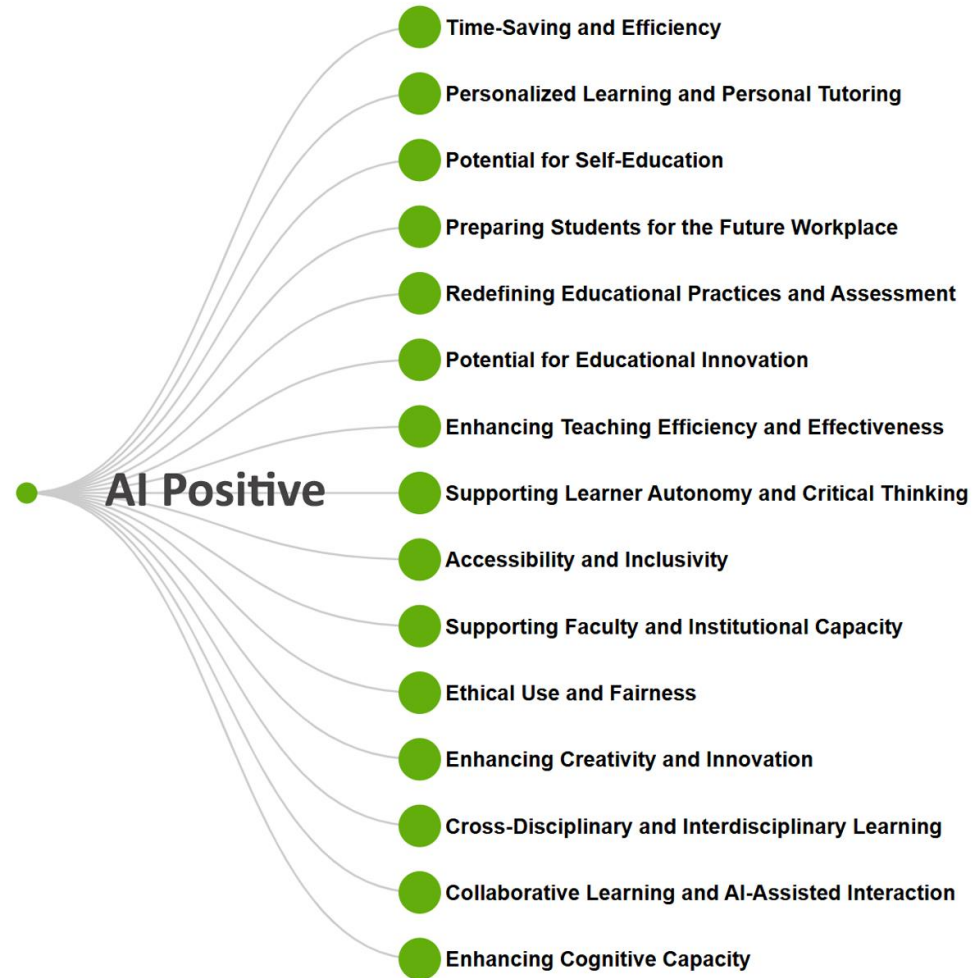 Time-Saving and Efficiency
Personalized Learning and Personal Tutoring
Potential for Self-Education
Preparing Students for the Future Workplace
Redefining Educational Practices and Assessment
Potential for Educational Innovation
Enhancing Teaching Efficiency and Effectiveness
AI Positive
Supporting Learner Autonomy and Critical Thinking
Accessibility and Inclusivity
Supporting Faculty and Institutional Capacity
Ethical Use and Fairness
Enhancing Creativity and Innovation
Cross-Disciplinary and Interdisciplinary Learning
Collaborative Learning and AI-Assisted Interaction
Enhancing Cognitive Capacity